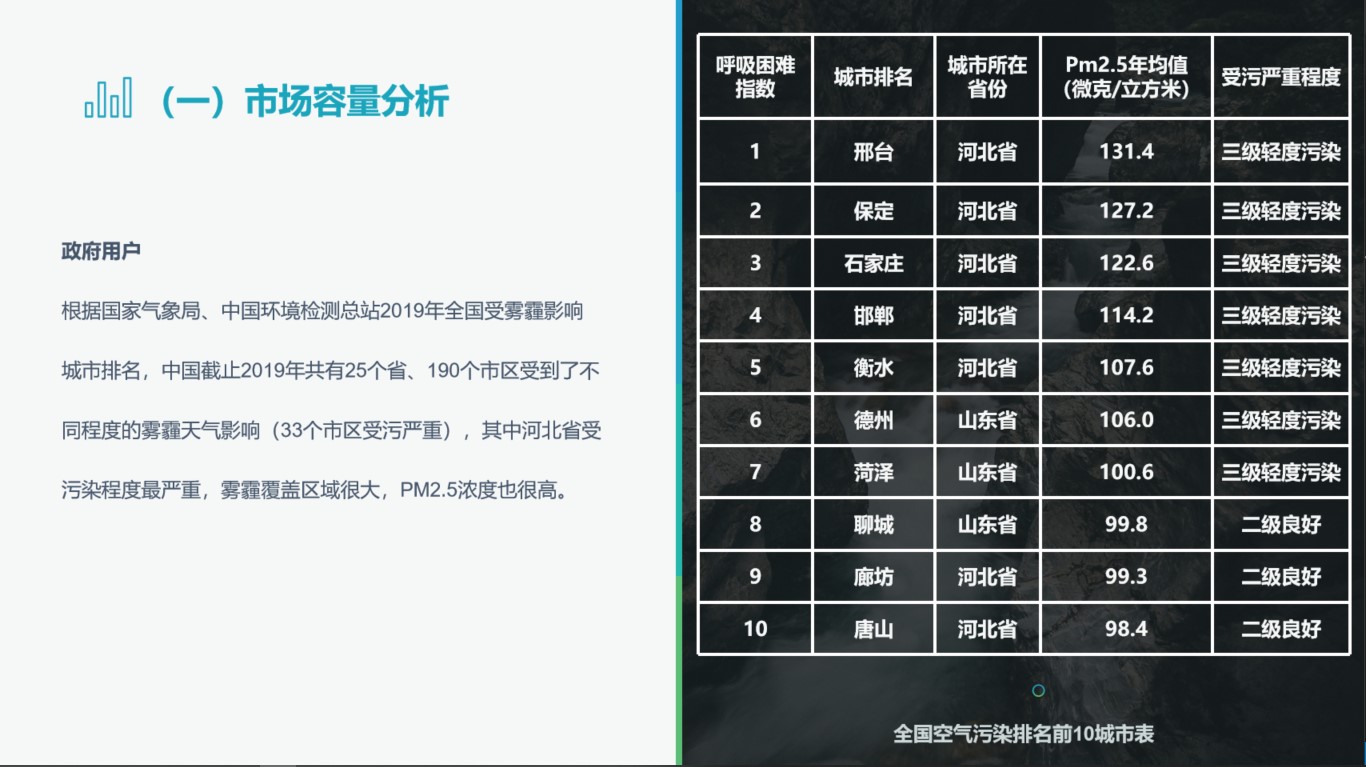 （一）市场容量分析
政府用户
根据国家气象局、中国环境检测总站2019年全国受雾霾影响
城市排名，中国截止2019年共有25个省、190个市区受到了不
同程度的雾霾天气影响（33个市区受污严重），其中河北省受
污染程度最严重，雾霾覆盖区域很大，PM2.5浓度也很高。
呼吸困难指数 城市排名 城市所在省份 Pm2.5年均值（微克/立方米） 受污严重程度
1 邢台 河北省 131.4 三级轻度污染
2 保定 河北省 127.2 三级轻度污染
3 石家庄 河北省 122.6 三级轻度污染
4 邯郸 河北省 114.2 三级轻度污染
5 衡水 河北省 107.6 三级轻度污染
6 德州 山东省 106.0 三级轻度污染
7 菏泽 山东省 100.6 三级轻度污染
8 聊城 山东省 99.8 二级良好
9 廊坊 河北省 99.3 二级良好
10 唐山 河北省 98.4 二级良好
全国空气污染排名前10城市表